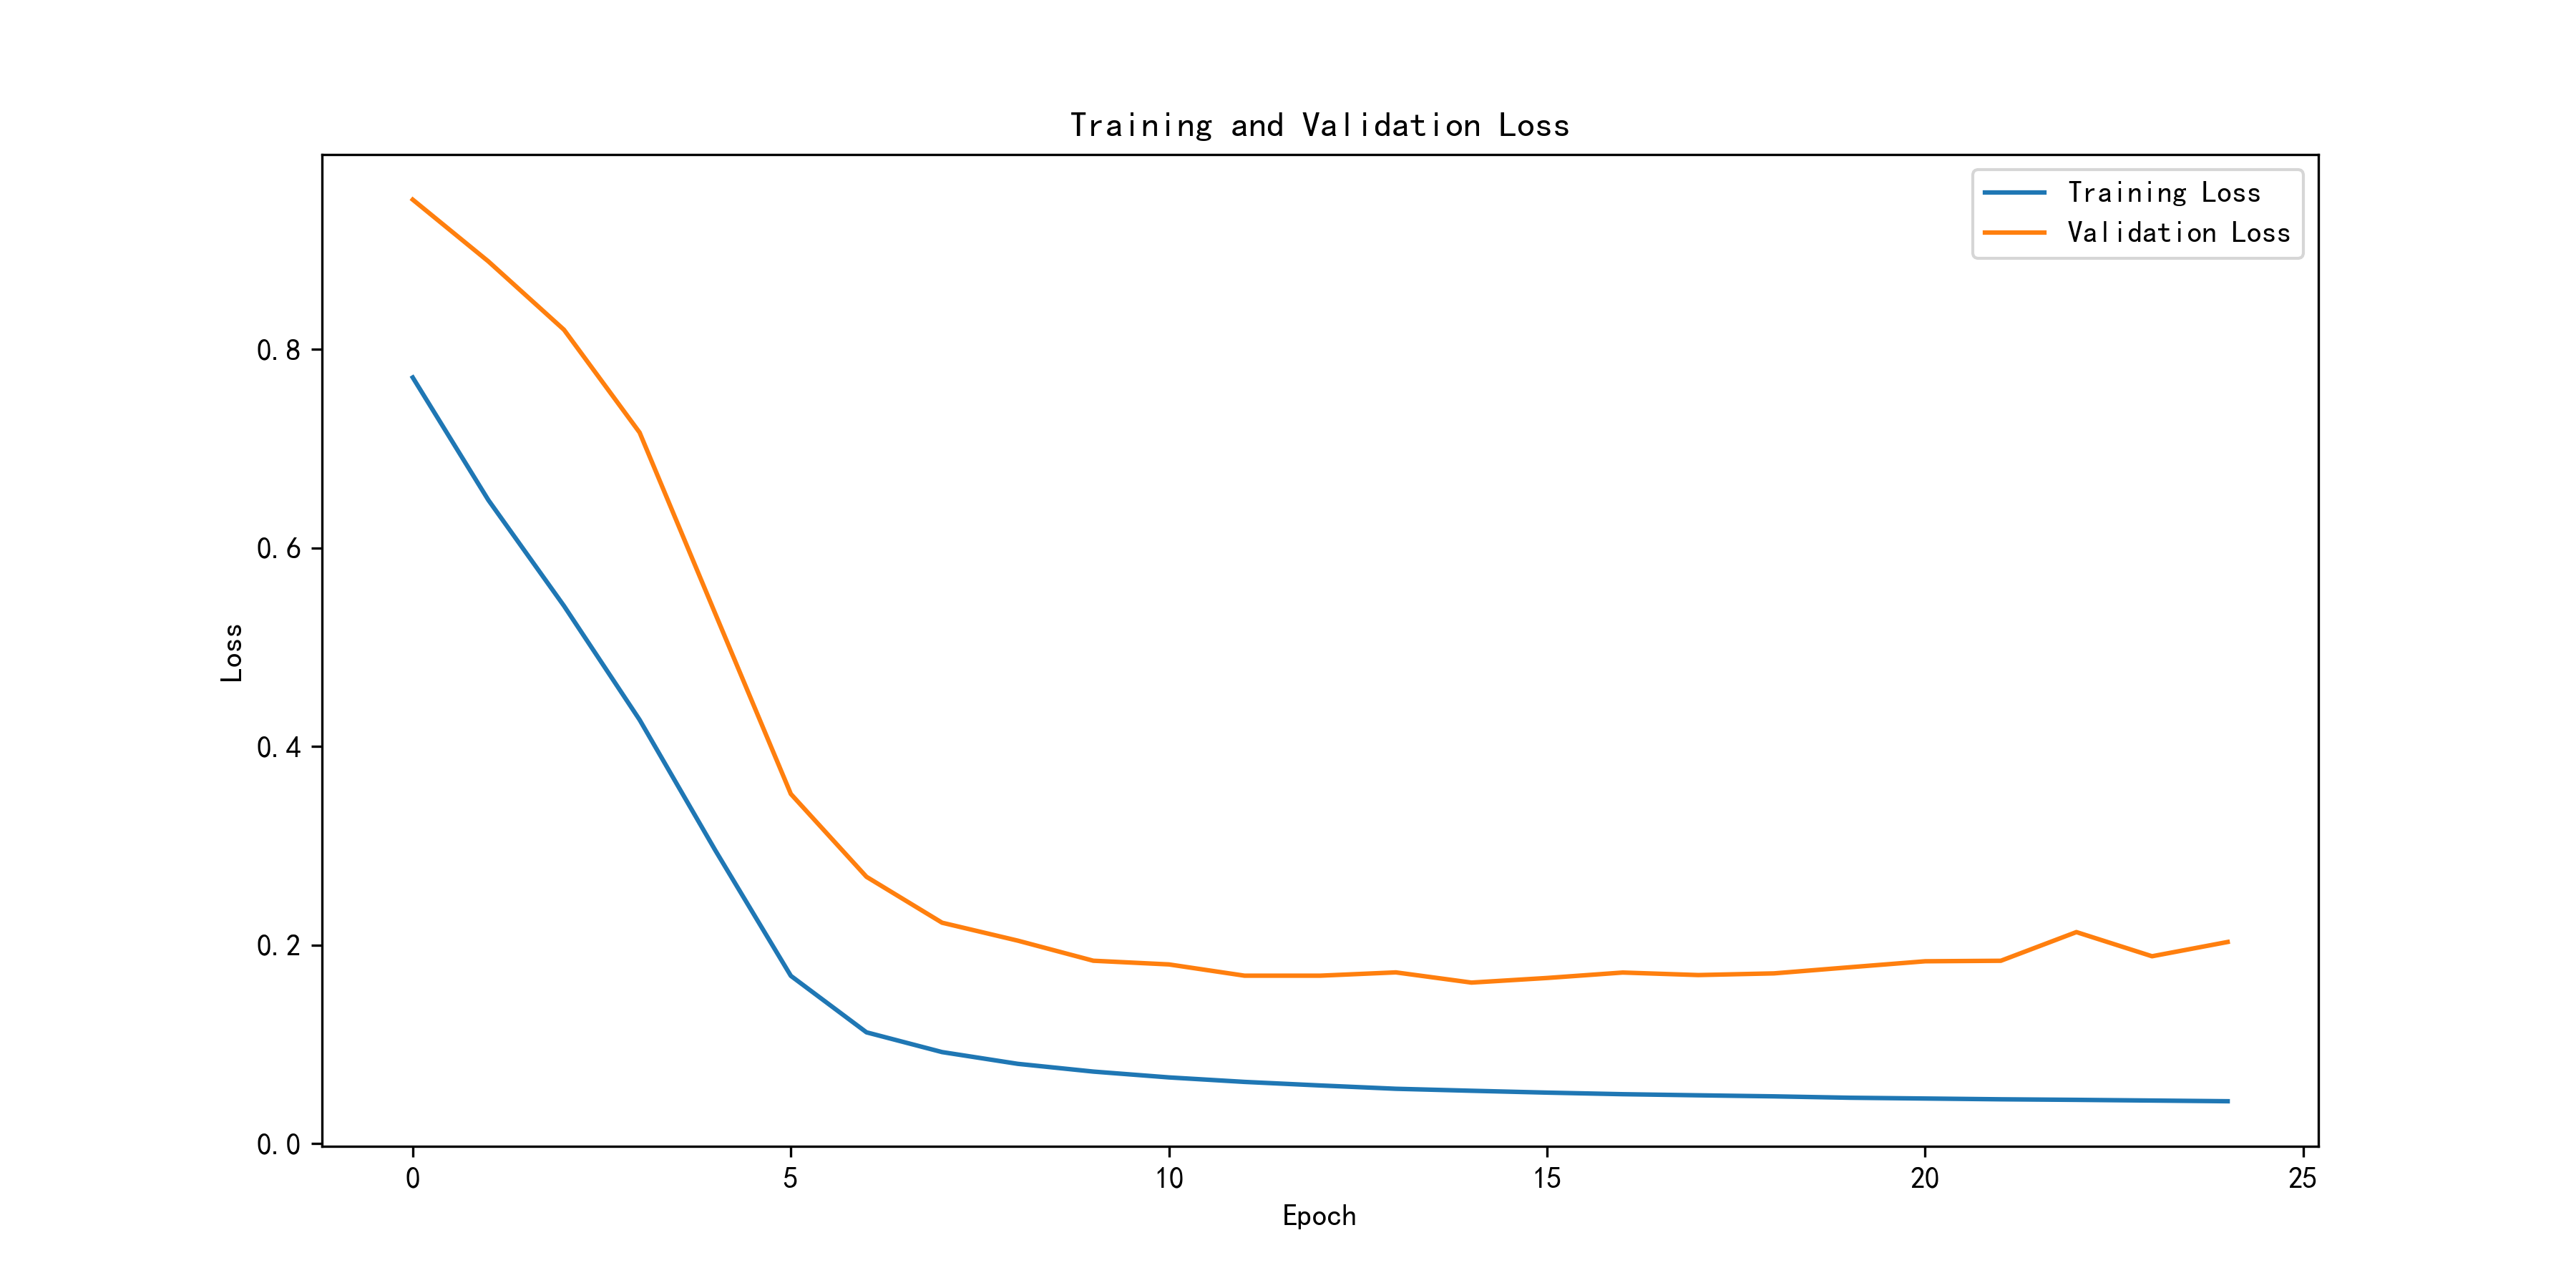 Training and Validation Loss
Training Loss
Validation Loss
0.8
0.6
0.4
0.2
0.0
Loss
0 5 10 15 20 25
Epoch